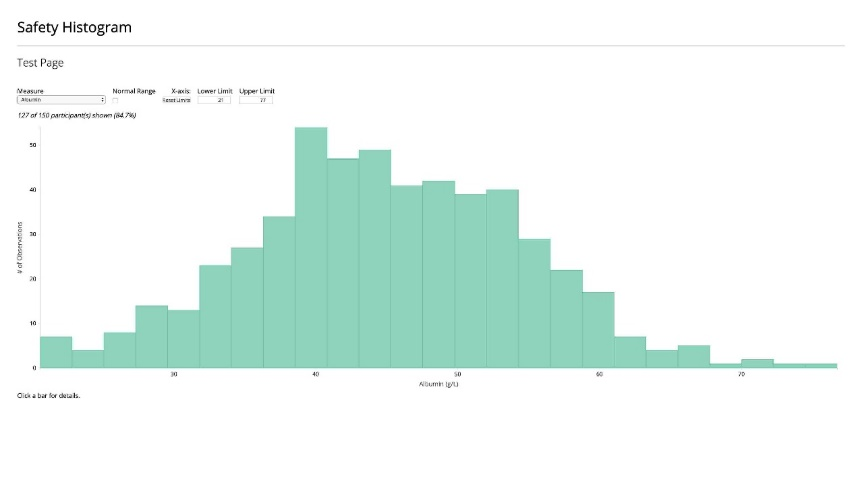 Safety Histogram
Test Page
Measure Normal Range X-axis: Lower Limit Upper Limit
Albumin Reset Limits 21 77
127 of 150 participant(s) shown (84.7%)
50
40
30
20
10
0
# of Observations
30 40 50 60 70
Albumin (g/L)
Click a bar for details.